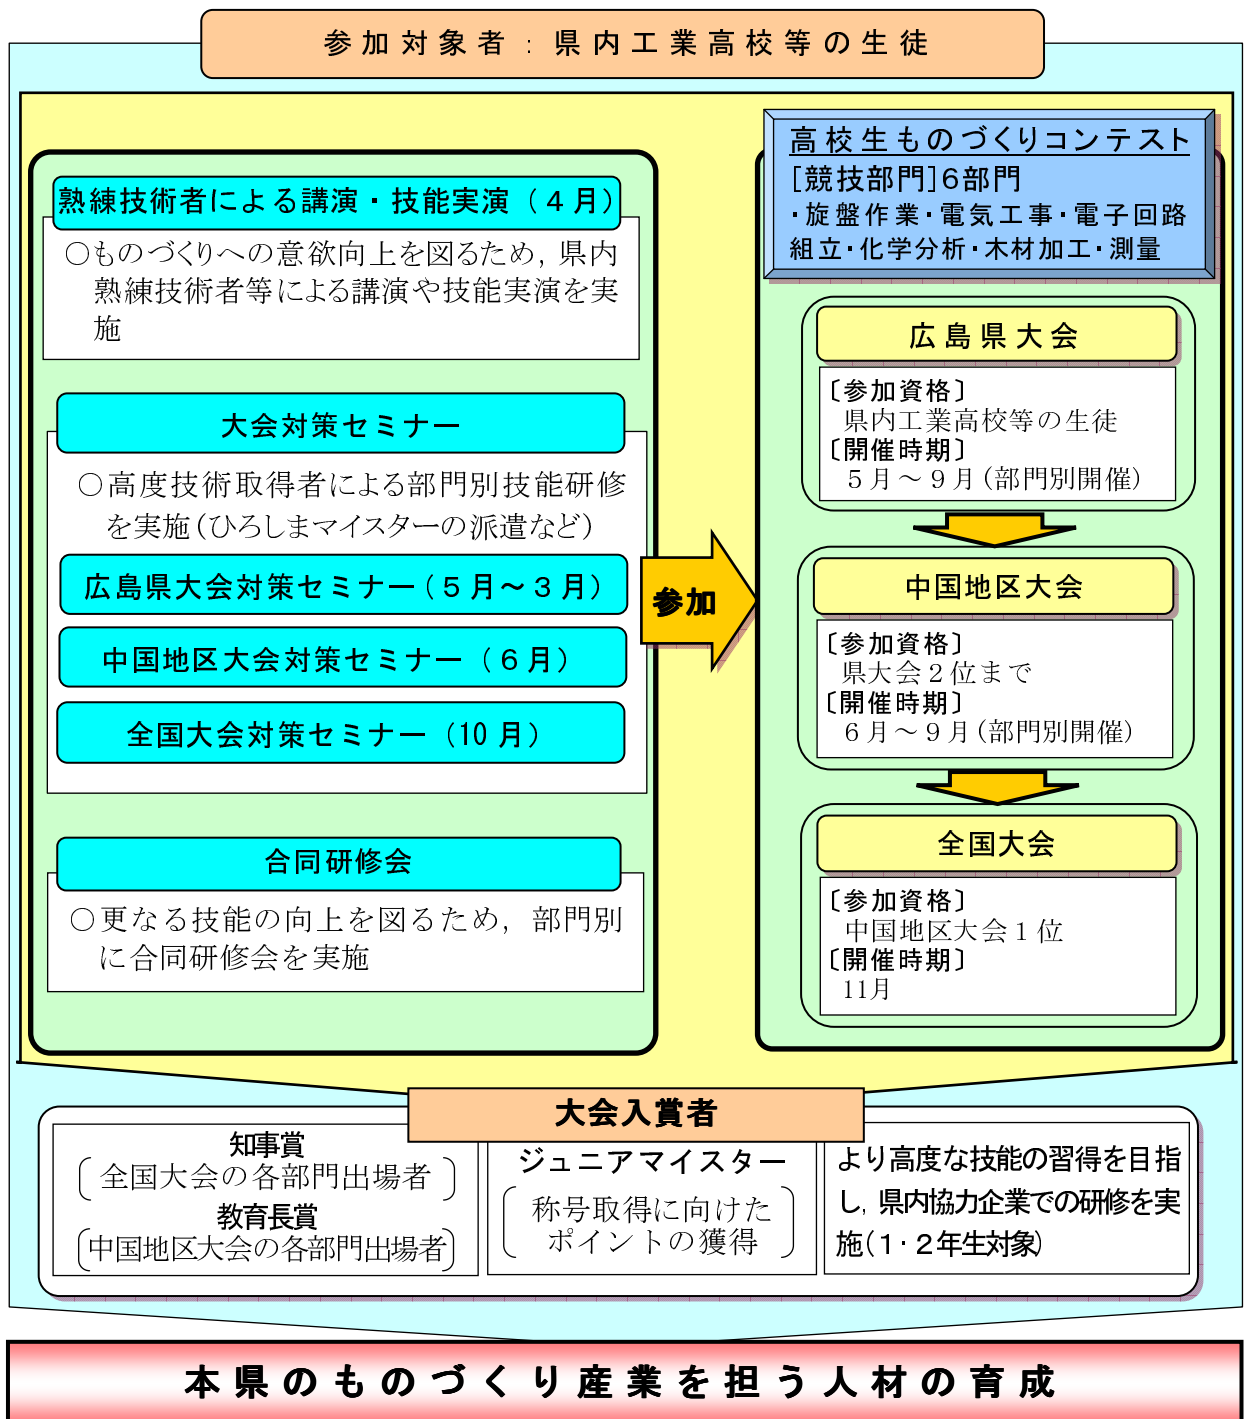 参加対象者：県内工業高校等の生徒
熟練技術者による講演・技能実演（４月）
○ものづくりへの意欲向上を図るため，県内
熟練技術者等による講演や技能実演を実
施
大会対策セミナー
○高度技術取得者による部門別技能研修
を実施（ひろしまマイスターの派遣など）
広島県大会対策セミナー（５月～３月）
中国地区大会対策セミナー（６月）
全国大会対策セミナー（10月）
合同研修会
○更なる技能の向上を図るため，部門別
に合同研修会を実施
参加
高校生ものづくりコンテスト
［競技部門］６部門
・旋盤作業・電気工事・電子回路
組立・化学分析・木材加工・測量
広島県大会
〔参加資格〕
県内工業高校等の生徒
〔開催時期〕
５月～９月（部門別開催）
中国地区大会
〔参加資格〕
県大会２位まで
〔開催時期〕
６月～９月（部門別開催）
全国大会
〔参加資格〕
中国地区大会１位
〔開催時期〕
11月
大会入賞者
知事賞
〔全国大会の各部門出場者〕
教育長賞
〔中国地区大会の各部門出場者〕
ジュニアマイスター
〔称号取得に向けた
ポイントの獲得〕
より高度な技能の習得を目指
し，県内協力企業での研修を実
施（１・２年生対象）
本県のものづくり産業を担う人材の育成